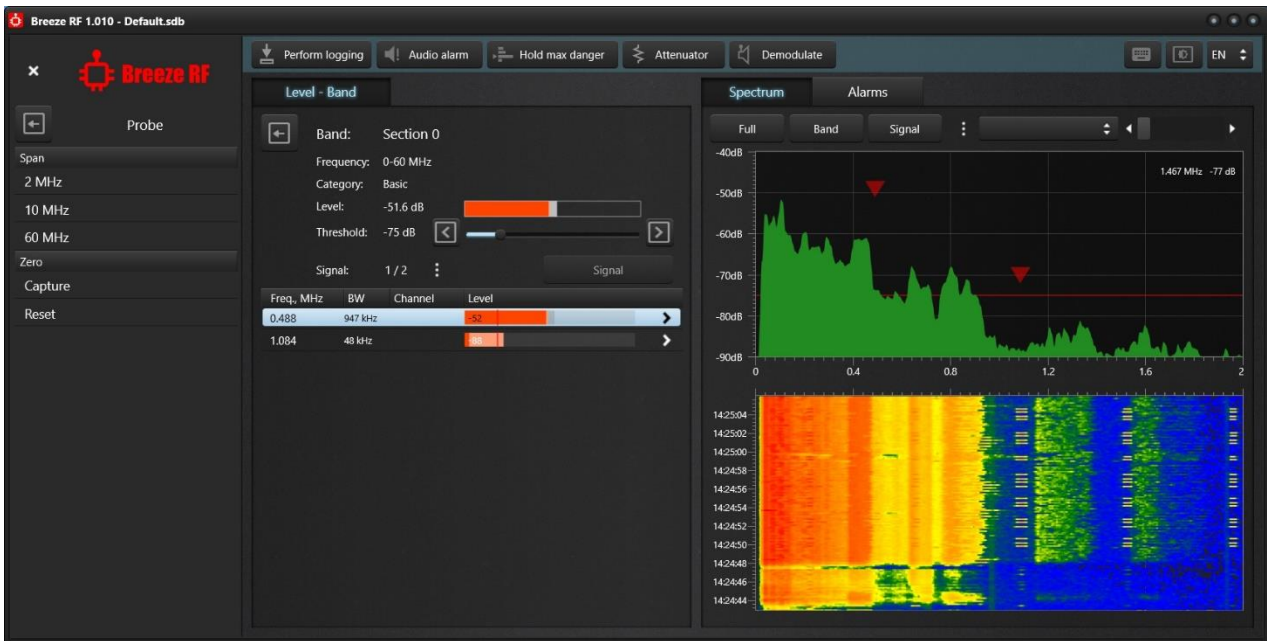 Breeze RF 1.010 - Default.sdb
Breeze RF
Probe
Span
2 MHz
10 MHz
60 MHz
Zero
Capture
Reset
Perform logging Audio alarm Hold max danger Attenuator Demodulate EN
Level - Band
Band: Section 0
Frequency: 0-60 MHz
Category: Basic
Level: -51.6 dB
Threshold: -75 dB
Signal: 1 / 2 Signal
Freq., MHz BW Channel Level
0.488 947 kHz -52
1.084 48 kHz -88
Spectrum Alarms
Full Band Signal
1.467 MHz -77 dB
-40dB
-50dB
-60dB
-70dB
-80dB
-90dB
0 0.4 0.8 1.2 1.6 2
14:25:04
14:25:02
14:25:00
14:24:58
14:24:56
14:24:54
14:24:52
14:24:50
14:24:48
14:24:46
14:24:44